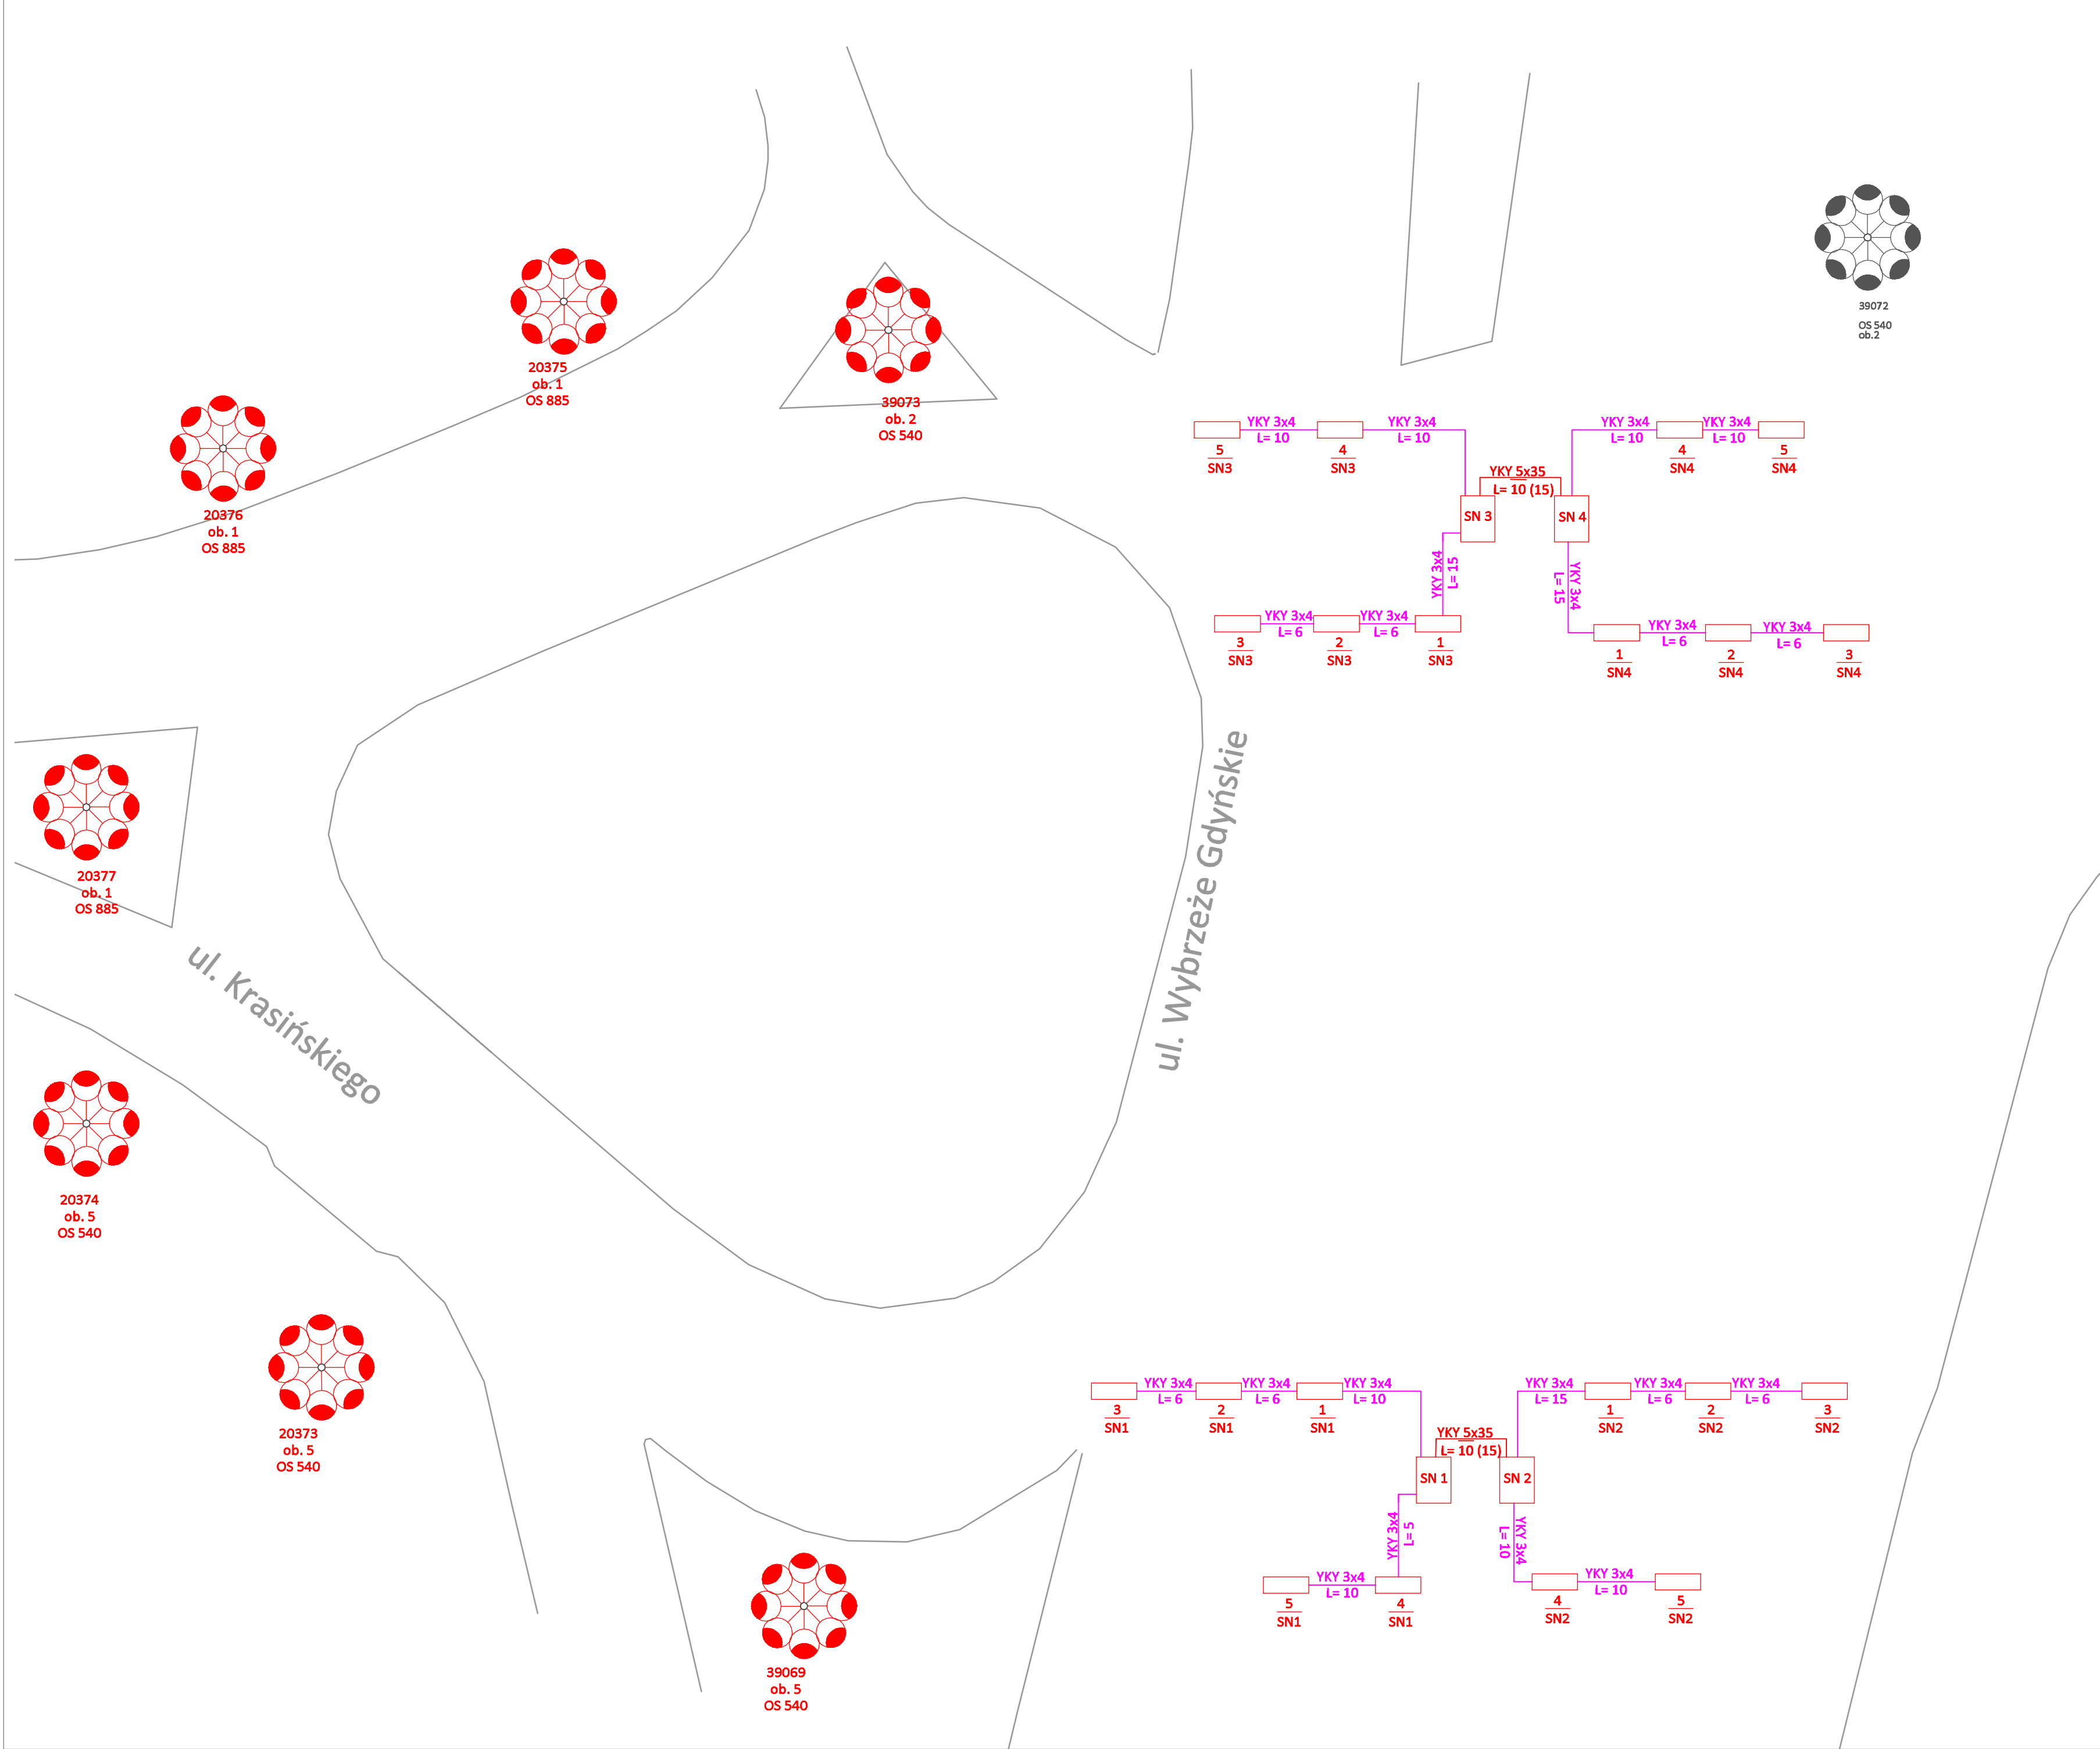 39072
OS 540
ob.2
20375
ob. 1
OS 885
39073
ob. 2
OS 540
20376
ob. 1
OS 885
YKY 3x4
L= 10
YKY 3x4
L= 10
5
SN3
4
SN3
YKY 3x4
L= 10
YKY 3x4
L= 10
4
SN4
5
SN4
YKY 5x35
L= 10 (15)
SN 3
SN 4
YKY 3x4
L= 15
YKY 3x4
L= 15
YKY 3x4
L= 6
YKY 3x4
L= 6
3
SN3
2
SN3
1
SN3
YKY 3x4
L= 6
YKY 3x4
L= 6
1
SN4
2
SN4
3
SN4
20377
ob. 1
OS 885
ul. Krasińskiego
ul. Wybrzeże Gdyńskie
20374
ob. 5
OS 540
20373
ob. 5
OS 540
YKY 3x4
L= 6
YKY 3x4
L= 6
YKY 3x4
L= 10
3
SN1
2
SN1
1
SN1
YKY 3x4
L= 15
YKY 3x4
L= 6
YKY 3x4
L= 6
1
SN2
2
SN2
3
SN2
YKY 5x35
L= 10 (15)
SN 1
SN 2
YKY 3x4
L= 5
YKY 3x4
L= 10
YKY 3x4
L= 10
5
SN1
4
SN1
YKY 3x4
L= 10
4
SN2
5
SN2
39069
ob. 5
OS 540